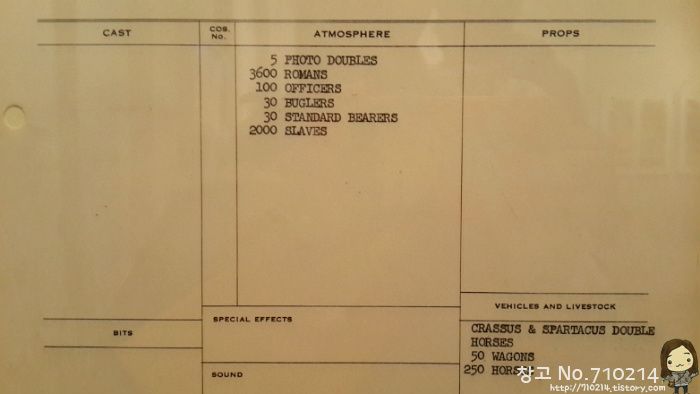 CAST
COS.
No.
ATMOSPHERE
PROPS
5 PHOTO DOUBLES
3600 ROMANS
100 OFFICERS
30 BUGLERS
30 STANDARD BEARERS
2000 SLAVES
VEHICLES AND LIVESTOCK
CRASSUS & SPARTACUS DOUBLE
HORSES
50 WAGONS
250
BITS
SPECIAL EFFECTS
SOUND
창고 No.710214
http://710214.tistory.com